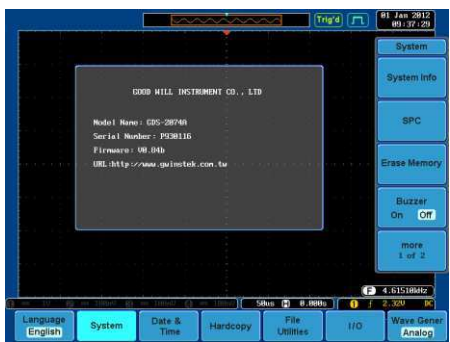 Trig'd
01 Jan 2012
09:37:29
System
System Info
SPC
Erase Memory
Buzzer
On Off
more
1 of 2
GOOD WILL INSTRUMENT CO., LTD
Model Name: GDS-2074A
Serial Number: P930116
Firmware: V0.84b
URL:http://www.gwinstek.com.tw
F 4.61518kHz
50us H 0.000s
1 2.32V DC
Language
English
System
Date &
Time
Hardcopy
File
Utilities
I/O
Wave Gener
Analog